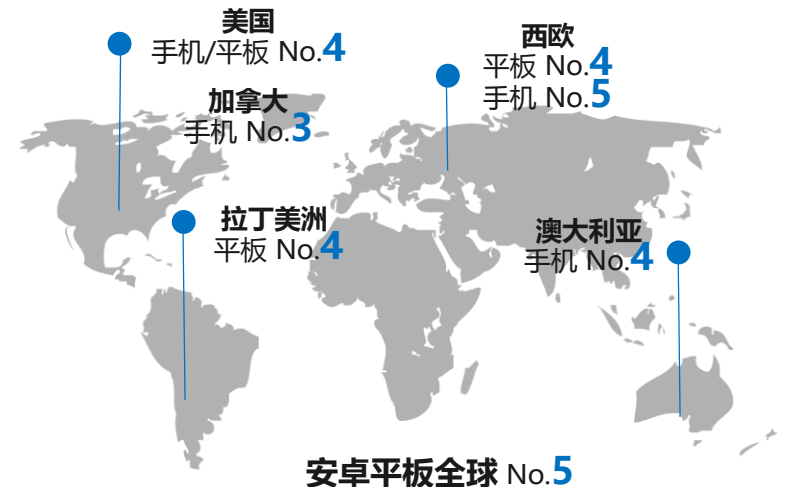 美国
手机/平板 No.4
加拿大
手机 No.3
西欧
平板 No.4
手机 No.5
拉丁美洲
平板 No.4
澳大利亚
手机 No.4
安卓平板全球 No.5